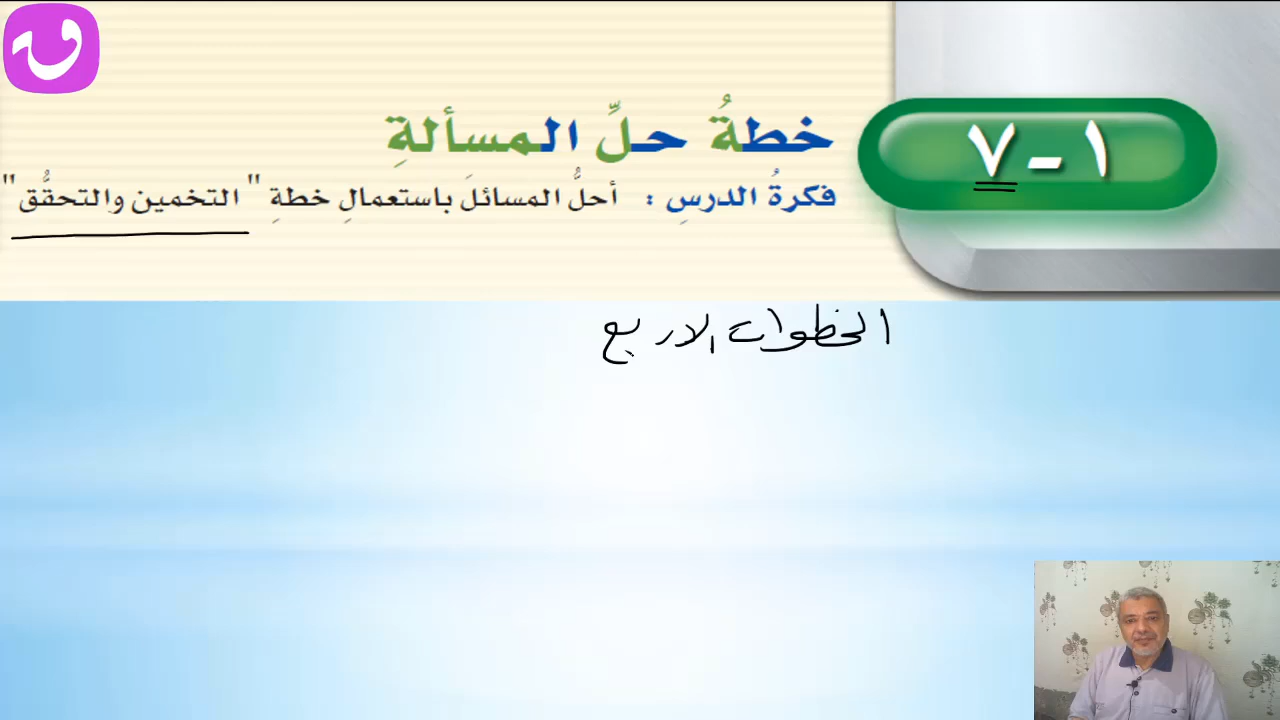 ١ - ٧
خطةُ حلِّ المسألةِ
فكرةُ الدرسِ : أحلُّ المسائلَ باستعمالِ خطةِ "التخمين والتحقُّق"
الخطوات الاربع